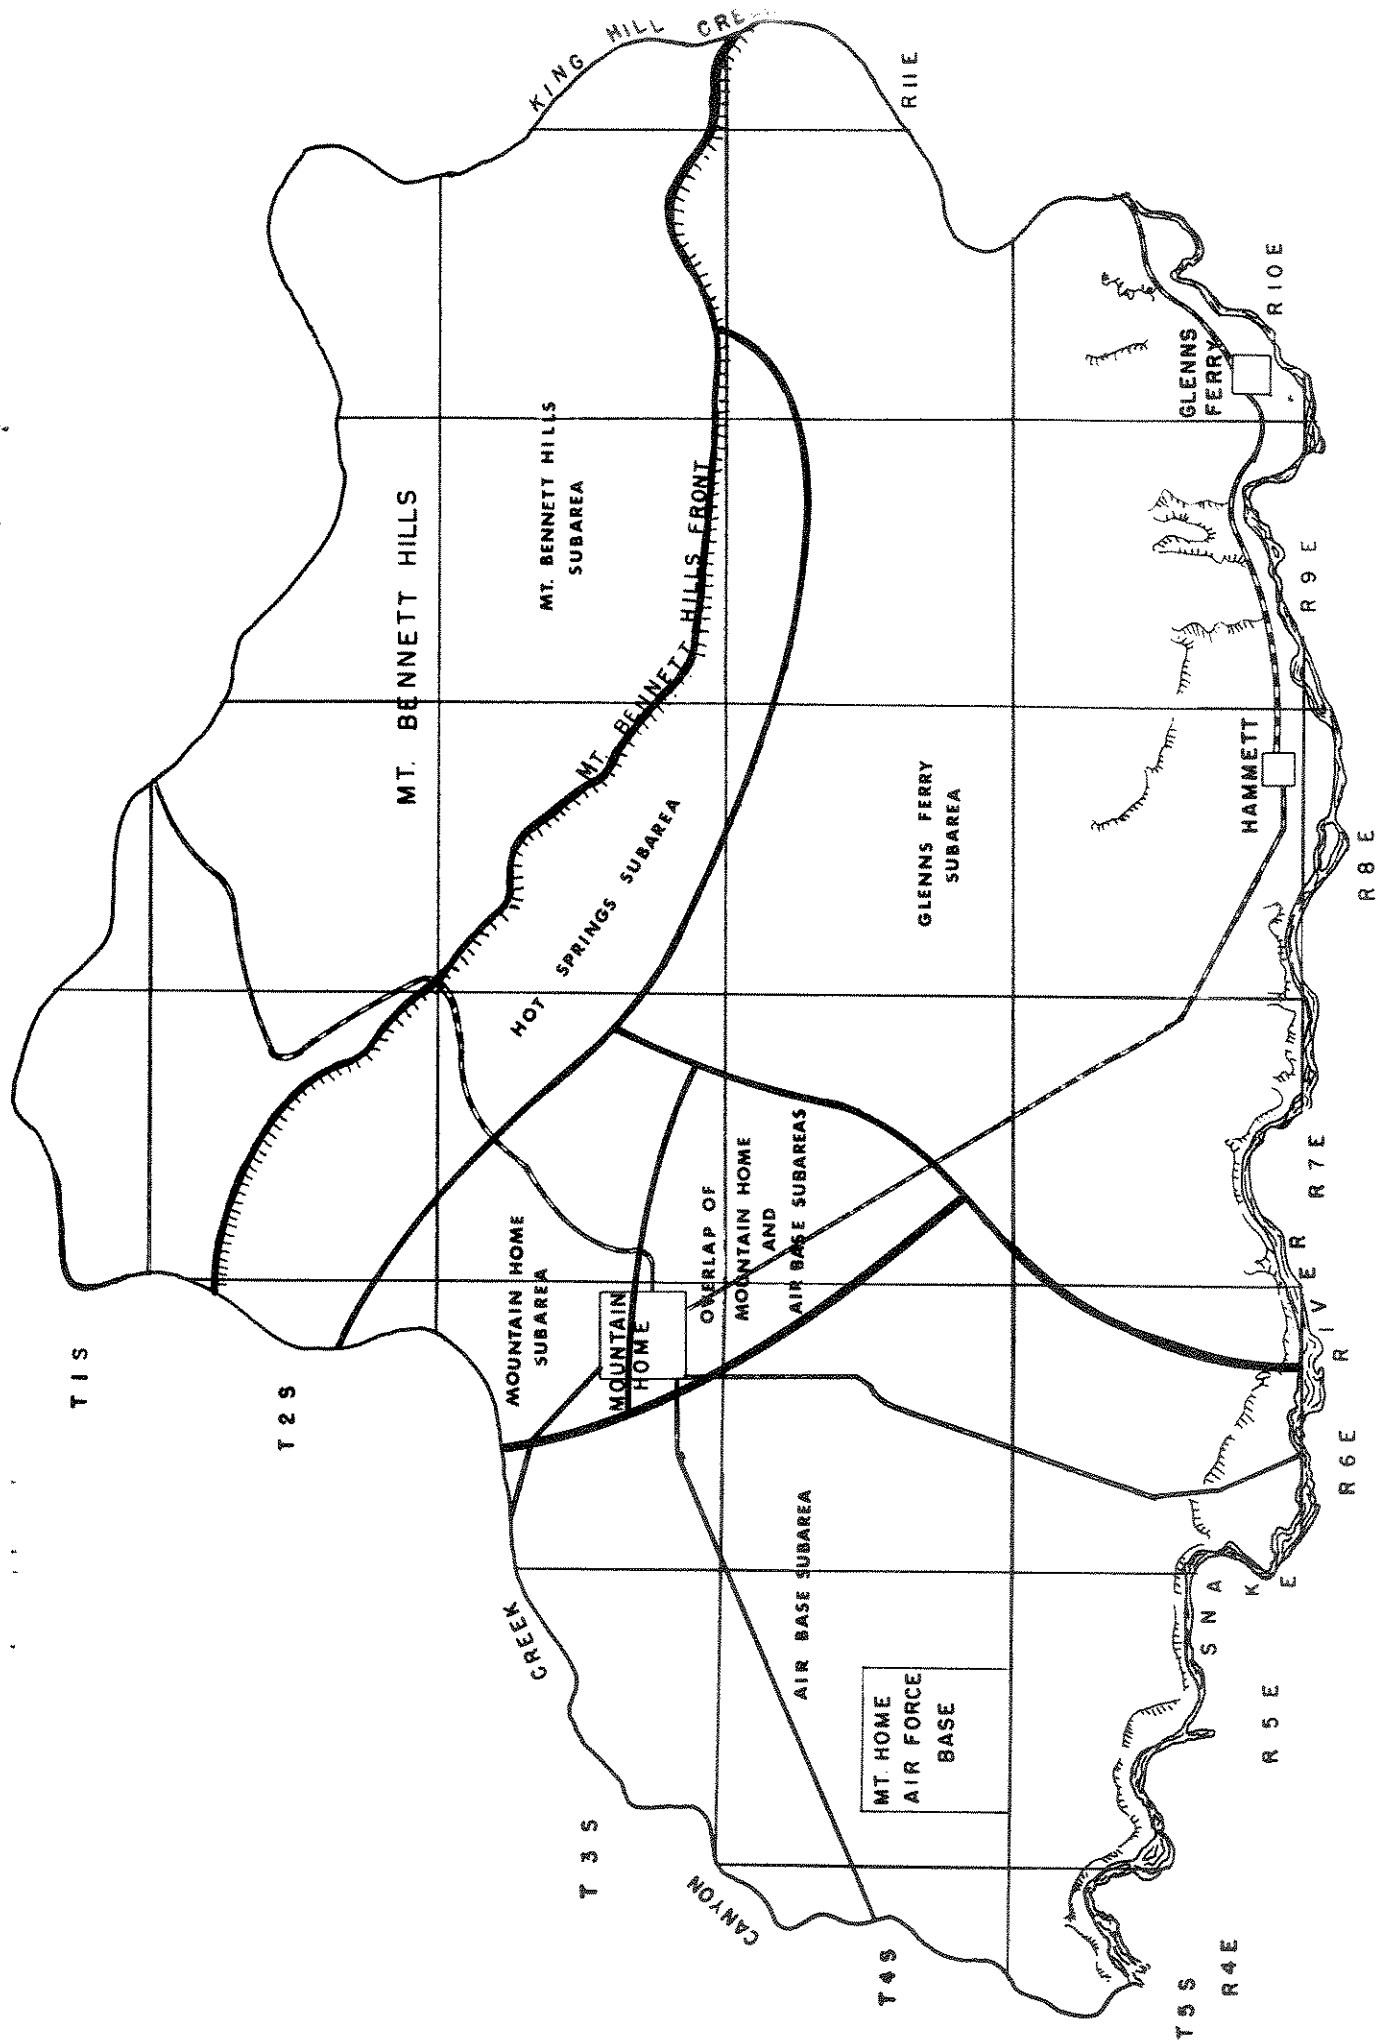 T 1 S
T 2 S
T 3 S
T 4 S
T 5 S
R 4 E
R 5 E
R 6 E
R 7 E
R 8 E
R 9 E
R 10 E
R 11 E
KING HILL
CANYON CREEK
SNAKE RIVER
MT. BENNETT HILLS
MT. BENNETT HILLS
SUBAREA
MT. BENNETT HILLS FRONT
HOT SPRINGS SUBAREA
MOUNTAIN HOME
SUBAREA
MOUNTAIN
HOME
OVERLAP OF
MOUNTAIN HOME
AND
AIR BASE SUBAREAS
GLENNS FERRY
SUBAREA
AIR BASE SUBAREA
MT. HOME
AIR FORCE
BASE
HAMMETT
GLENNS
FERRY